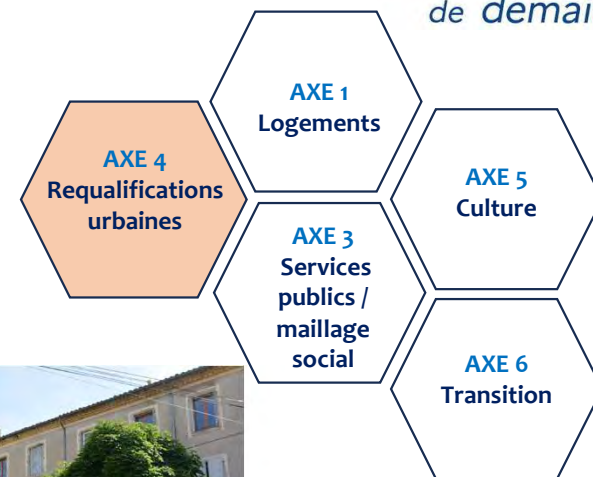 de demai
AXE 1
Logements
AXE 4
Requalifications
urbaines
AXE 5
Culture
AXE 3
Services
publics /
maillage
social
AXE 6
Transition